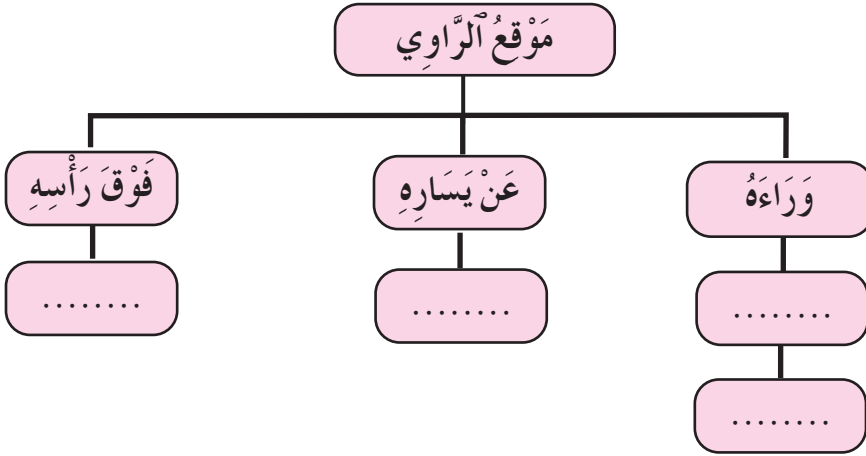 مَوْقِعُ ٱلرَّاوِي
وَرَاءَهُ
عَنْ يَسَارِهِ
فَوْقَ رَأْسِهِ
........
........
........
........